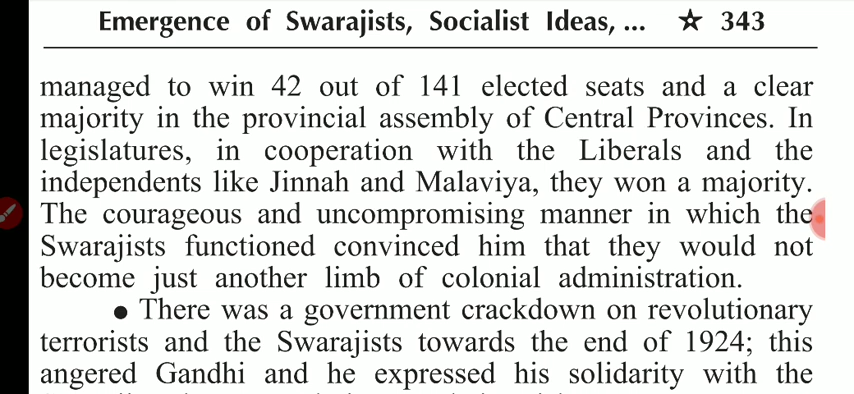 Emergence of Swarajists, Socialist Ideas, ... ☆ 343
managed to win 42 out of 141 elected seats and a clear
majority in the provincial assembly of Central Provinces. In
legislatures, in cooperation with the Liberals and the
independents like Jinnah and Malaviya, they won a majority.
The courageous and uncompromising manner in which the
Swarajists functioned convinced him that they would not
become just another limb of colonial administration.
● There was a government crackdown on revolutionary
terrorists and the Swarajists towards the end of 1924; this
angered Gandhi and he expressed his solidarity with the